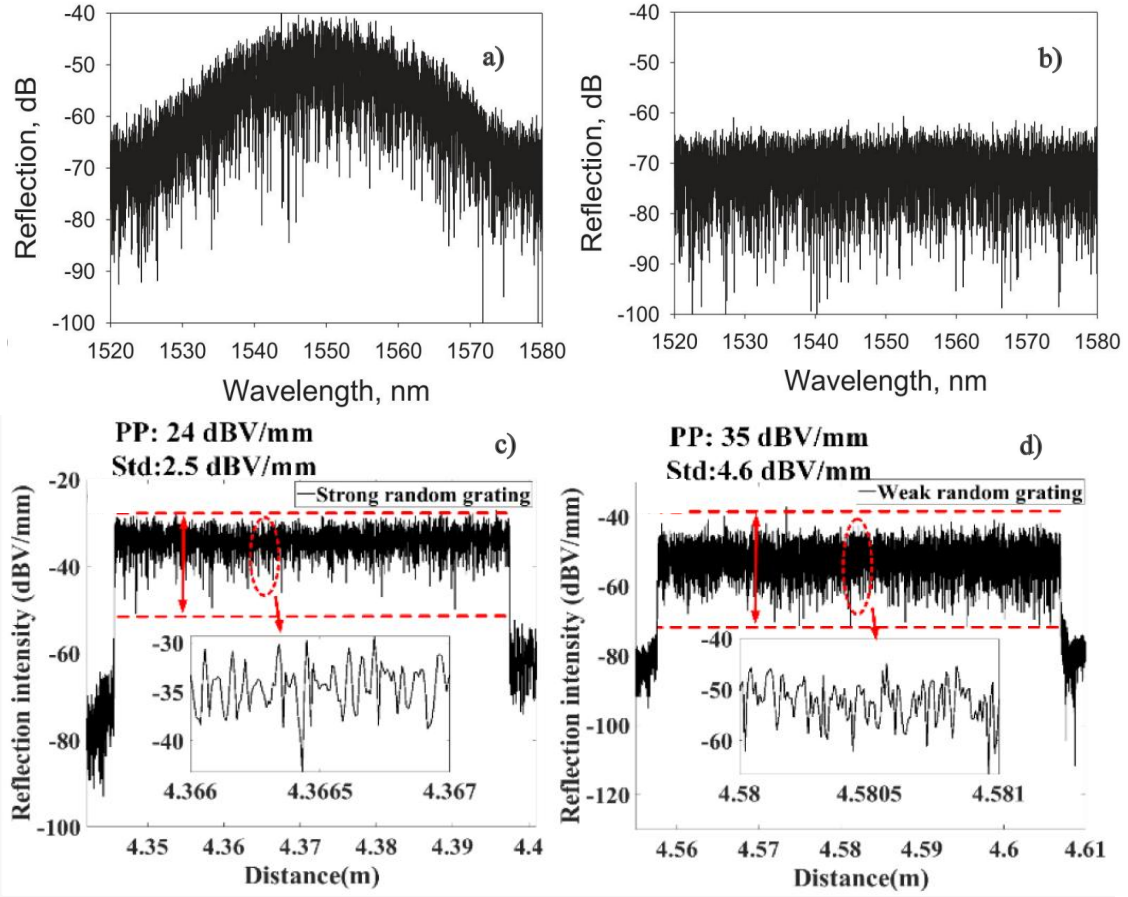 a)
Reflection, dB
-40
-50
-60
-70
-80
-90
-100
1520 1530 1540 1550 1560 1570 1580
Wavelength, nm
b)
Reflection, dB
-40
-50
-60
-70
-80
-90
-100
1520 1530 1540 1550 1560 1570 1580
Wavelength, nm
PP: 24 dBV/mm
Std:2.5 dBV/mm
c)
Strong random grating
Reflection intensity (dBV/mm)
-20
-40
-60
-80
-100
-30
-35
-40
4.366 4.3665 4.367
4.35 4.36 4.37 4.38 4.39 4.4
Distance(m)
PP: 35 dBV/mm
Std:4.6 dBV/mm
d)
Weak random grating
Reflection intensity (dBV/mm)
-40
-60
-80
-100
-120
-40
-50
-60
4.58 4.5805 4.581
4.56 4.57 4.58 4.59 4.6 4.61
Distance(m)